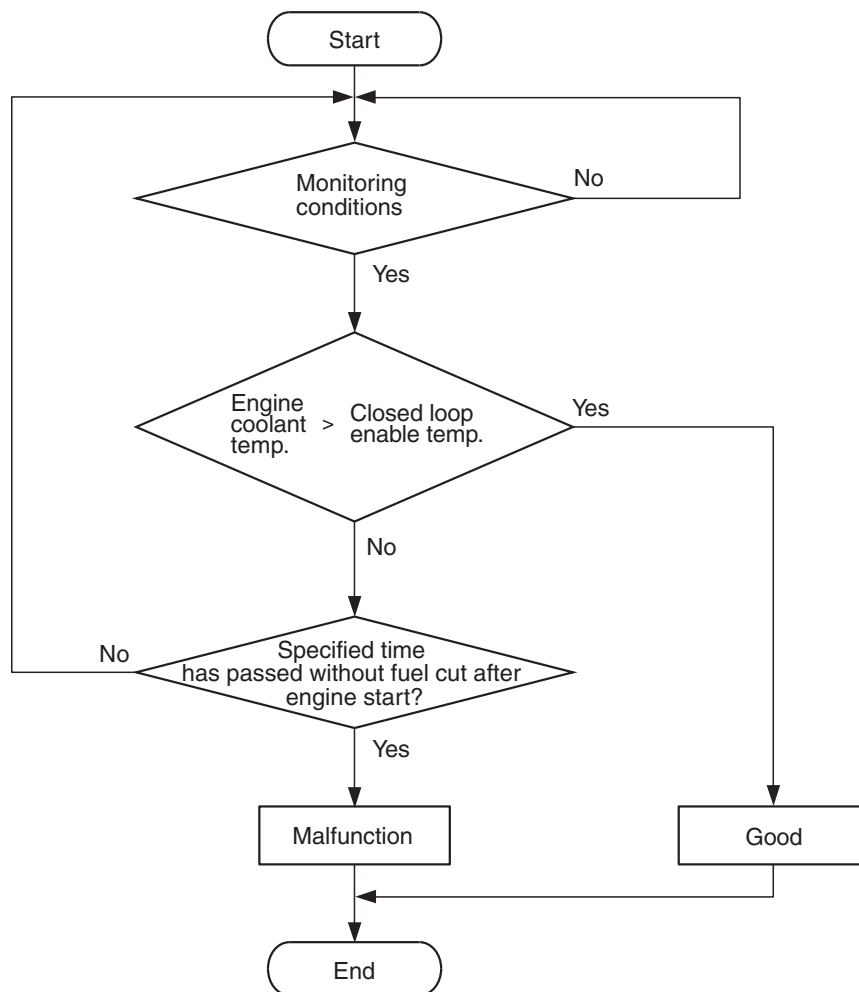 Start
Monitoring
conditions
No
Yes
Engine
coolant
temp.
>
Closed loop
enable temp.
Yes
No
Specified time
has passed without fuel cut after
engine start?
No
Yes
Malfunction
Good
End